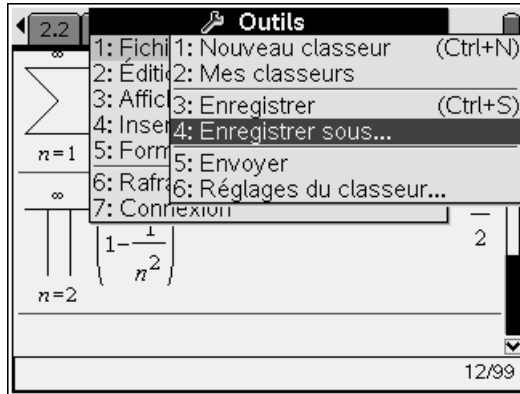 2.2 Outils
1: Fichi
2: Éditi
3: Affic
4: Inser
5: Form
6: Rafra
7: Connexion
1: Nouveau classeur (Ctrl+N)
2: Mes classeurs
3: Enregistrer (Ctrl+S)
4: Enregistrer sous...
5: Envoyer
6: Réglages du classeur...
∞
∑
n=1
∞
∏ (1-1/n²)
n=2
2
12/99